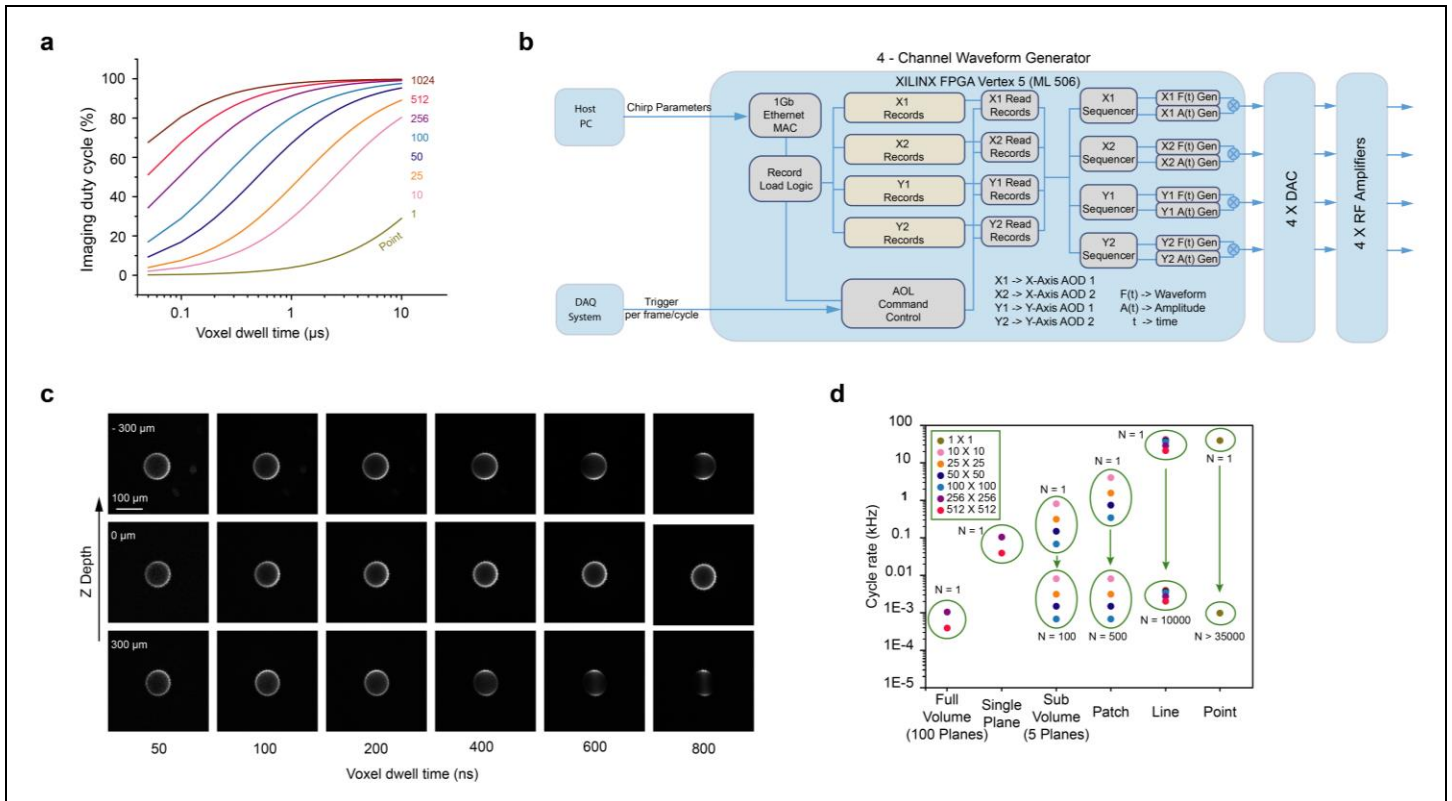 a
Imaging duty cycle (%)
100
80
60
40
20
0
0.1
1
10
Voxel dwell time (µs)
1024
512
256
100
50
25
10
1
Point
b
4 - Channel Waveform Generator
XILINX FPGA Vertex 5 (ML 506)
Host
PC
Chirp Parameters
1Gb
Ethernet
MAC
Record
Load Logic
X1
Records
X2
Records
Y1
Records
Y2
Records
X1 Read
Records
X2 Read
Records
Y1 Read
Records
Y2 Read
Records
X1
Sequencer
X2
Sequencer
Y1
Sequencer
Y2
Sequencer
X1 F(t) Gen
X1 A(t) Gen
X2 F(t) Gen
X2 A(t) Gen
Y1 F(t) Gen
Y1 A(t) Gen
Y2 F(t) Gen
Y2 A(t) Gen
4 X DAC
4 X RF Amplifiers
DAQ
System
Trigger
per frame/cycle
AOL
Command
Control
X1 -> X-Axis AOD 1
X2 -> X-Axis AOD 2
Y1 -> Y-Axis AOD 1
Y2 -> Y-Axis AOD 2
F(t) -> Waveform
A(t) -> Amplitude
t -> time
c
Z Depth
- 300 µm
100 µm
0 µm
300 µm
50
100
200
400
600
800
Voxel dwell time (ns)
d
Cycle rate (kHz)
100
10
1
0.1
0.01
1E-3
1E-4
1E-5
1 X 1
10 X 10
25 X 25
50 X 50
100 X 100
256 X 256
512 X 512
N = 1
N = 1
N = 1
N = 1
N = 1
N = 1
N = 100
N = 500
N = 10000
N > 35000
Full
Volume
(100 Planes)
Single
Plane
Sub
Volume
(5 Planes)
Patch
Line
Point